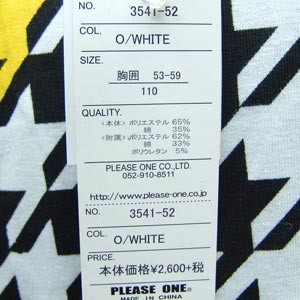 NO. 3541-52
COL. O/WHITE
SIZE.
胸囲 53-59
110
QUALITY.
<本体> ポリエステル 65%
綿 35%
<附属> ポリエステル 62%
綿 33%
ポリウレタン 5%
PLEASE ONE CO.,LTD.
052-910-8511
http://www.please-one.co.jp
NO. 3541-52
COL.
O/WHITE
PRICE.
本体価格¥2,600+税
PLEASE ONE®
MADE IN CHINA